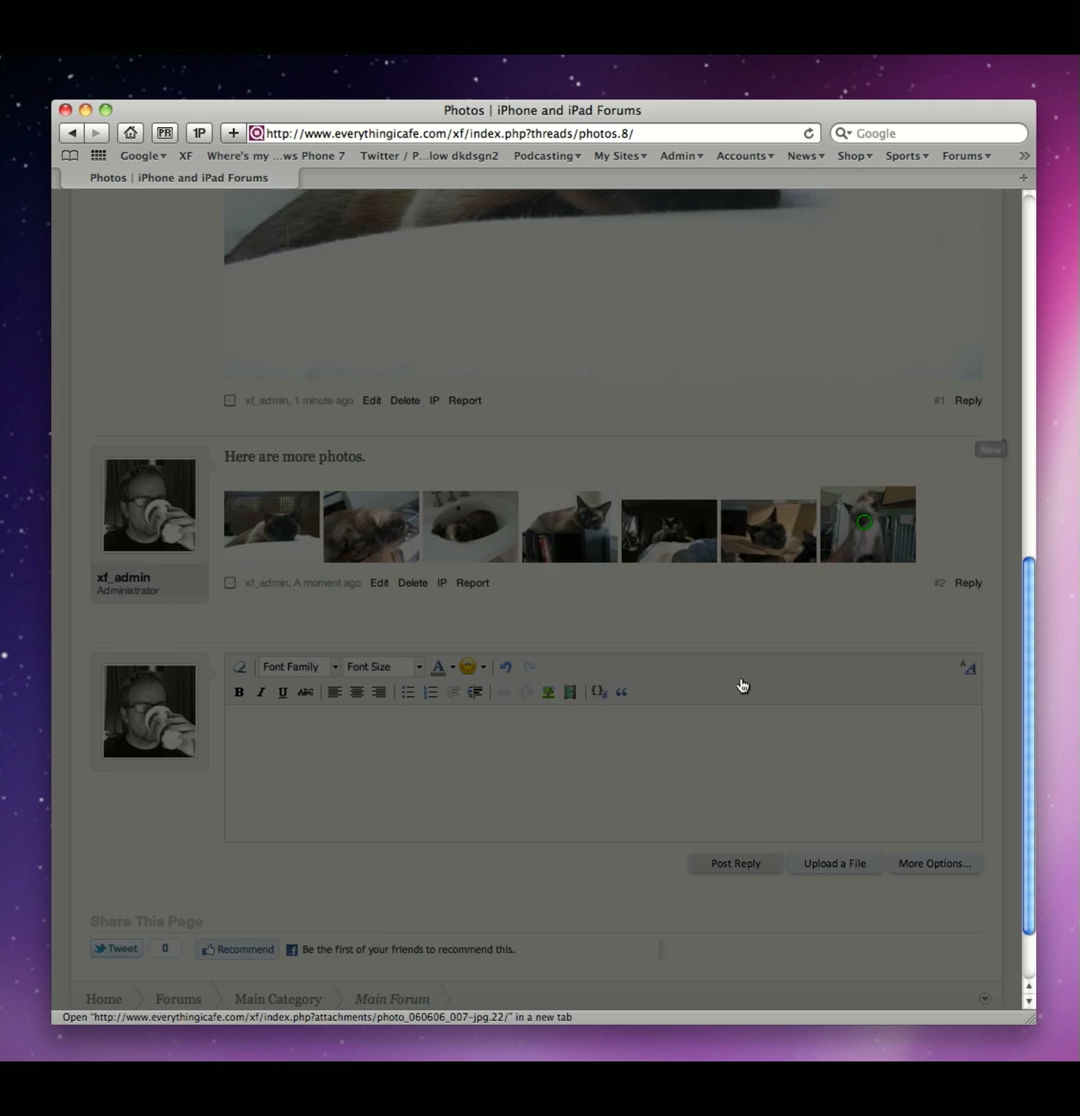 Photos | iPhone and iPad Forums
PR 1P + http://www.everythingicafe.com/xf/index.php?threads/photos.8/ Google
Google XF Where's my ...ws Phone 7 Twitter / P...low dkdsgn2 Podcasting My Sites Admin Accounts News Shop Sports Forums
Photos | iPhone and iPad Forums
xf_admin, 1 minute ago Edit Delete IP Report #1 Reply
Here are more photos. New
xf_admin
Administrator
xf_admin, A moment ago Edit Delete IP Report #2 Reply
Font Family Font Size A
B I U ABC
Post Reply Upload a File More Options...
Share This Page
Tweet 0 Recommend Be the first of your friends to recommend this.
Home Forums Main Category Main Forum
Open "http://www.everythingicafe.com/xf/index.php?attachments/photo_060606_007-jpg.22/" in a new tab